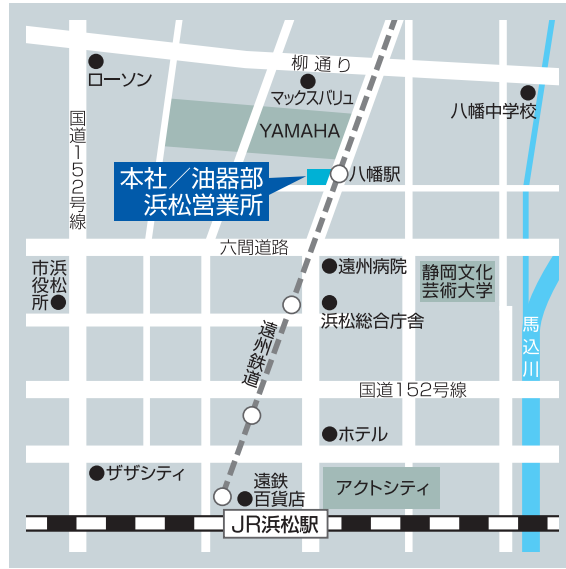 柳通り
ローソン
マックスバリュ
八幡中学校
国道152号線
YAMAHA
本社／油器部
浜松営業所
八幡駅
六間道路
遠州病院
静岡文化
芸術大学
浜松
市役所
浜松総合庁舎
馬込川
遠州鉄道
国道152号線
ホテル
ザザシティ
遠鉄
百貨店
アクトシティ
JR浜松駅